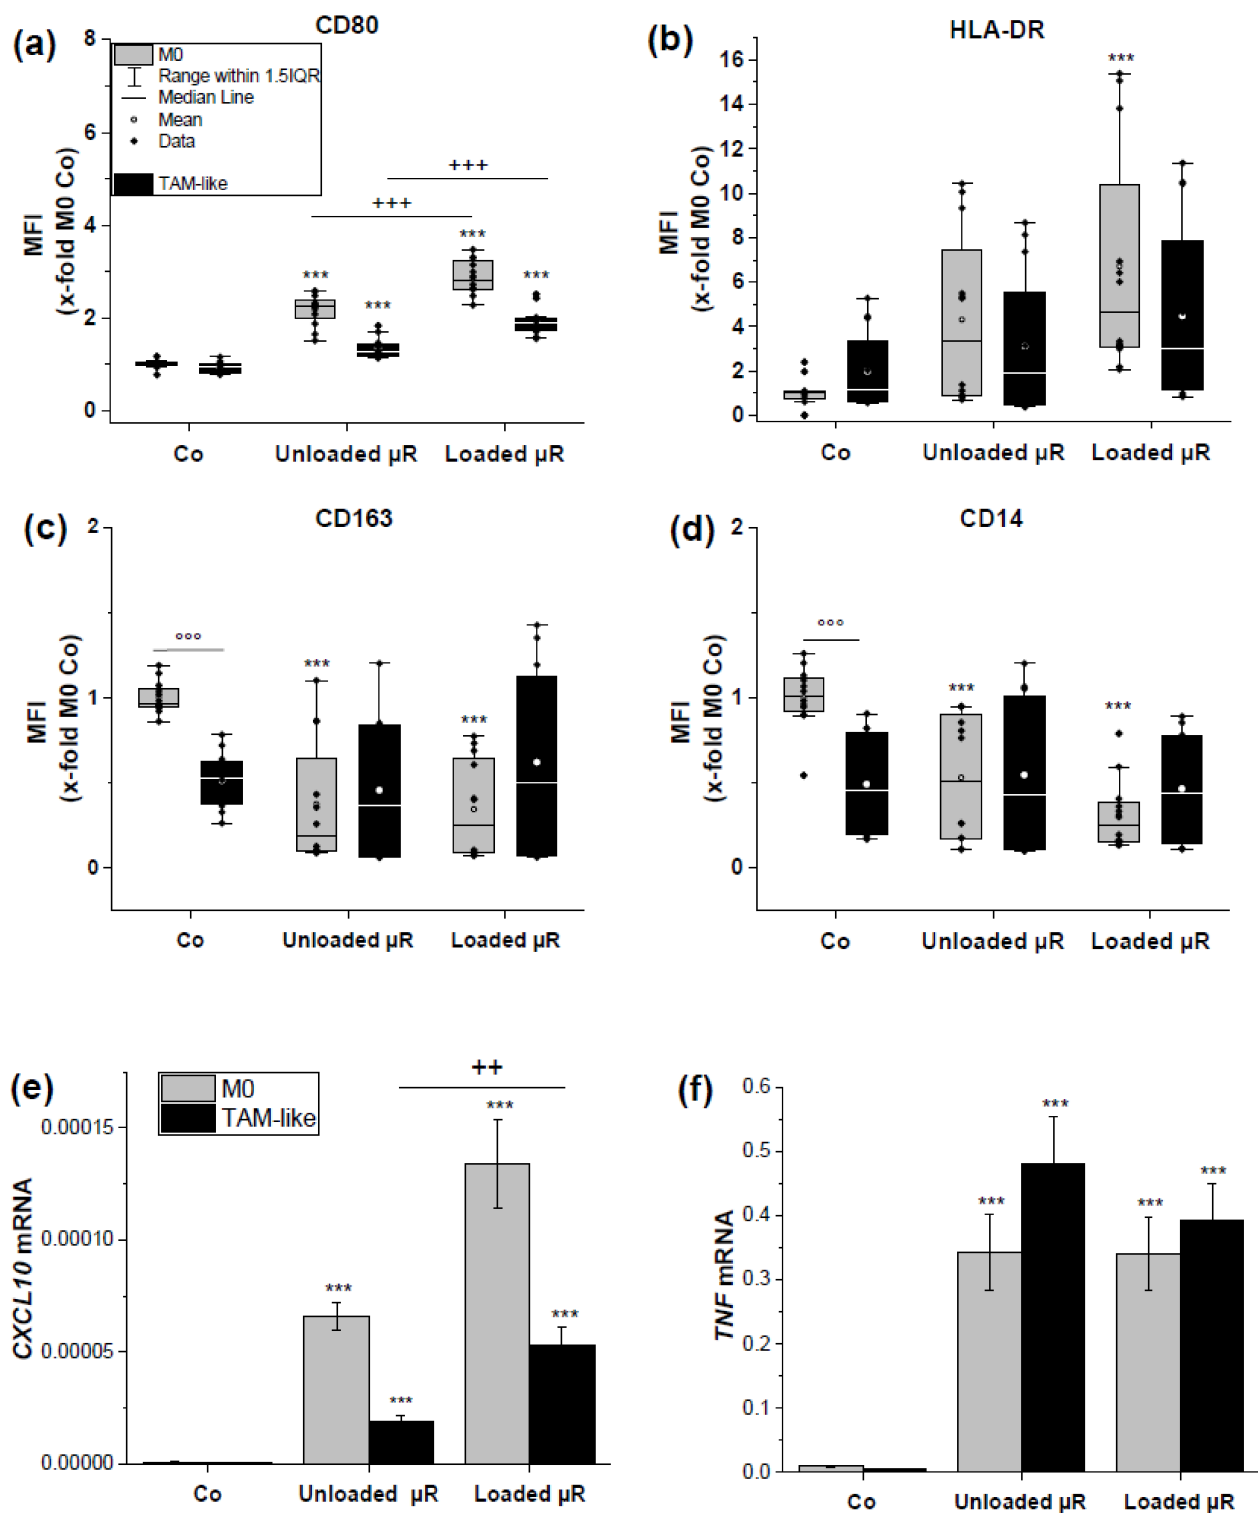 (a)
CD80
MFI
(x-fold M0 Co)
8
6
4
2
0
M0
Range within 1.5IQR
Median Line
Mean
Data
TAM-like
+++
+++
***
***
***
***
Co
Unloaded µR
Loaded µR
(b)
HLA-DR
MFI
(x-fold M0 Co)
16
14
12
10
8
6
4
2
0
***
Co
Unloaded µR
Loaded µR
(c)
CD163
MFI
(x-fold M0 Co)
2
1
0
°°°
***
***
Co
Unloaded µR
Loaded µR
(d)
CD14
MFI
(x-fold M0 Co)
2
1
0
°°°
***
***
Co
Unloaded µR
Loaded µR
(e)
M0
TAM-like
CXCL10 mRNA
0.00015
0.00010
0.00005
0.00000
++
***
***
***
***
Co
Unloaded µR
Loaded µR
(f)
TNF mRNA
0.6
0.5
0.4
0.3
0.2
0.1
0.0
***
***
***
***
Co
Unloaded µR
Loaded µR